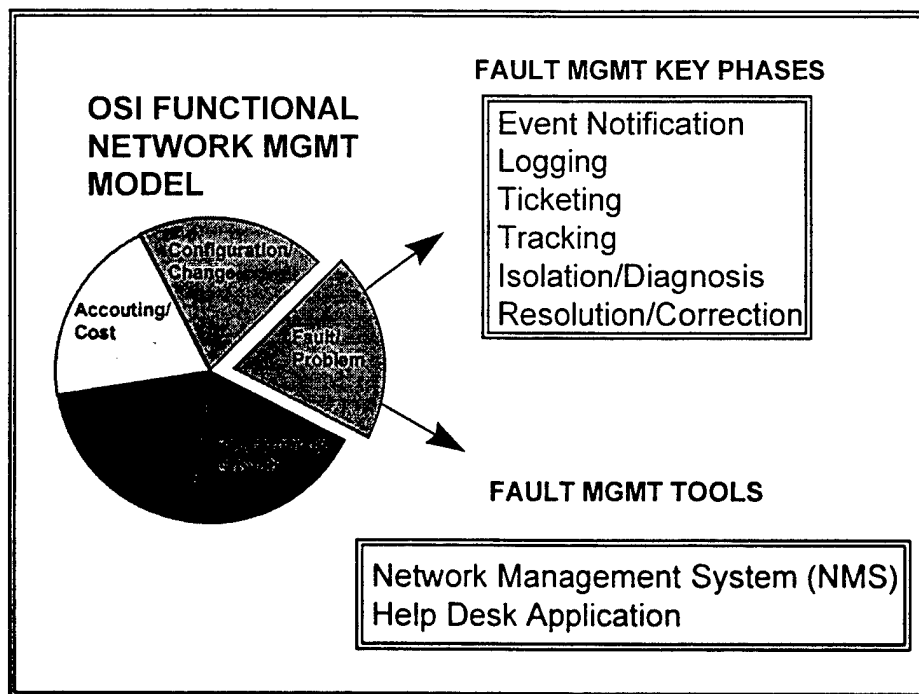 OSI FUNCTIONAL
NETWORK MGMT
MODEL
Configuration/
Change
Accouting/
Cost
Fault/
Problem
FAULT MGMT KEY PHASES
Event Notification
Logging
Ticketing
Tracking
Isolation/Diagnosis
Resolution/Correction
FAULT MGMT TOOLS
Network Management System (NMS)
Help Desk Application